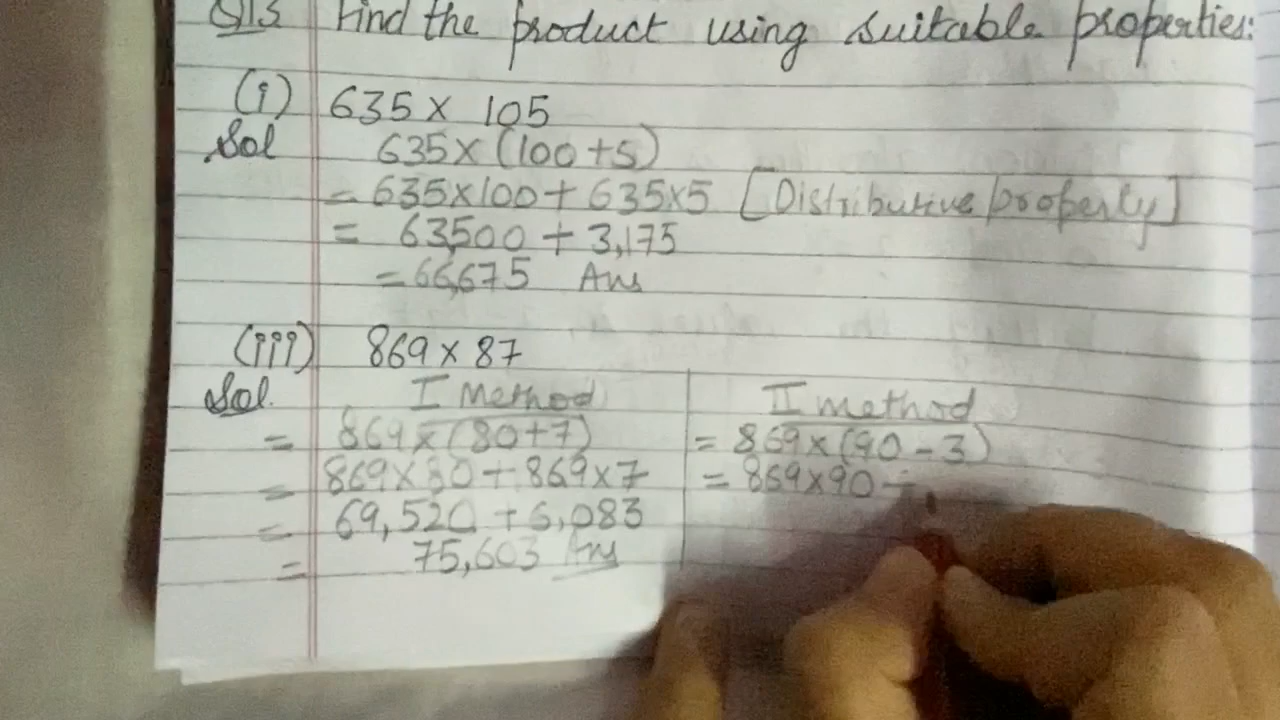 Q13 Find the product using suitable properties:
(i) 635 × 105
Sol 635×(100+5)
= 635×100 + 635×5 [Distributive property]
= 63,500 + 3,175
= 66,675 Ans
(iii) 869 × 87
Sol.
I Method
= 869×(80+7)
= 869×80 + 869×7
= 69,520 + 6,083
= 75,603 Ans
II method
= 869×(90-3)
= 869×90 -